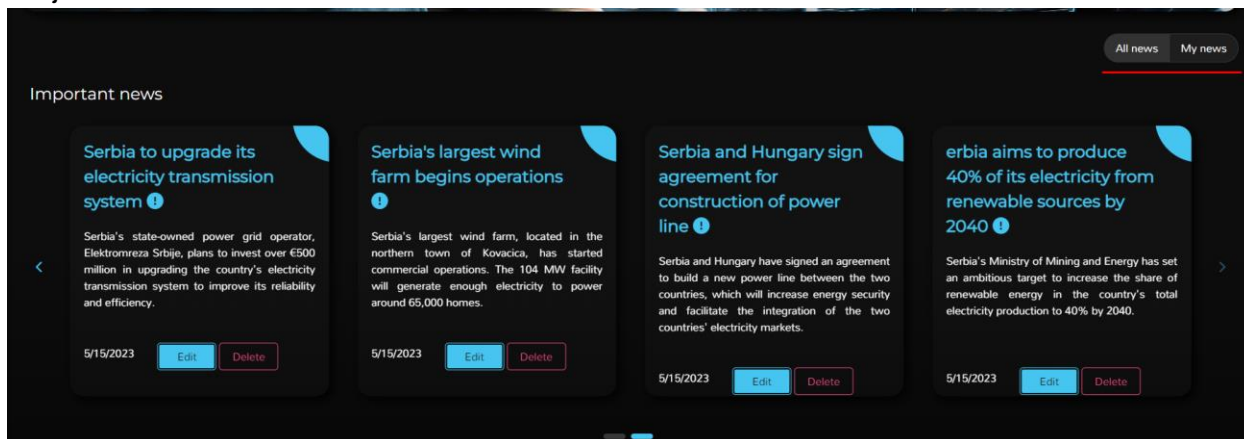 All news My news
Important news
Serbia to upgrade its
electricity transmission
system !
Serbia's state-owned power grid operator,
Elektromreza Srbije, plans to invest over €500
million in upgrading the country's electricity
transmission system to improve its reliability
and efficiency.
5/15/2023 Edit Delete
Serbia's largest wind
farm begins operations
!
Serbia's largest wind farm, located in the
northern town of Kovacica, has started
commercial operations. The 104 MW facility
will generate enough electricity to power
around 65,000 homes.
5/15/2023 Edit Delete
Serbia and Hungary sign
agreement for
construction of power
line !
Serbia and Hungary have signed an agreement
to build a new power line between the two
countries, which will increase energy security
and facilitate the integration of the two
countries' electricity markets.
5/15/2023 Edit Delete
erbia aims to produce
40% of its electricity from
renewable sources by
2040 !
Serbia's Ministry of Mining and Energy has set
an ambitious target to increase the share of
renewable energy in the country's total
electricity production to 40% by 2040.
5/15/2023 Edit Delete